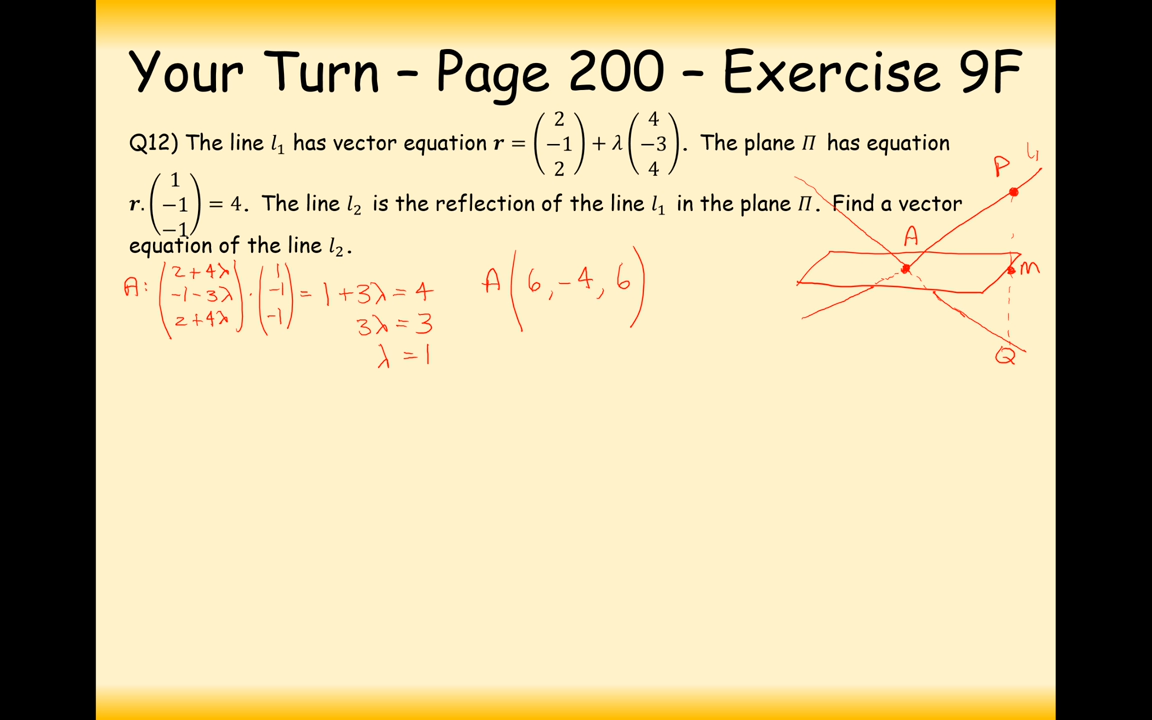 Your Turn – Page 200 – Exercise 9F
Q12) The line l₁ has vector equation r = (2 −1 2) + λ (4 −3 4). The plane Π has equation
r. (1 −1 −1) = 4. The line l₂ is the reflection of the line l₁ in the plane Π. Find a vector
equation of the line l₂.
A: (2+4λ -1-3λ 2+4λ) · (1 -1 -1) = 1+3λ = 4
3λ = 3
λ = 1
A (6, -4, 6)
P
l₁
A
M
Q